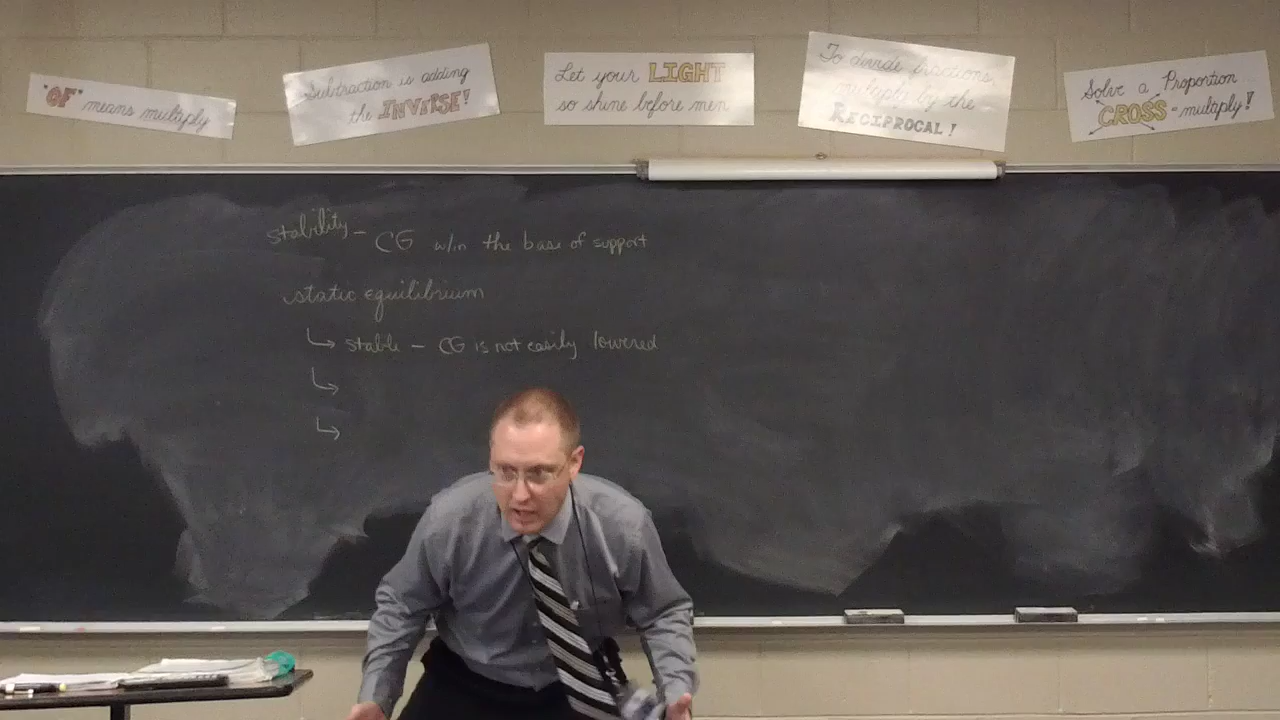 "OF" means multiply
Subtraction is adding
the INVERSE!
Let your LIGHT
so shine before men
To divide fractions,
multiply by the
RECIPROCAL!
Solve a Proportion
CROSS-multiply!
stability - CG w/in the base of support
static equilibrium
↳ stable - CG is not easily lowered
↳
↳